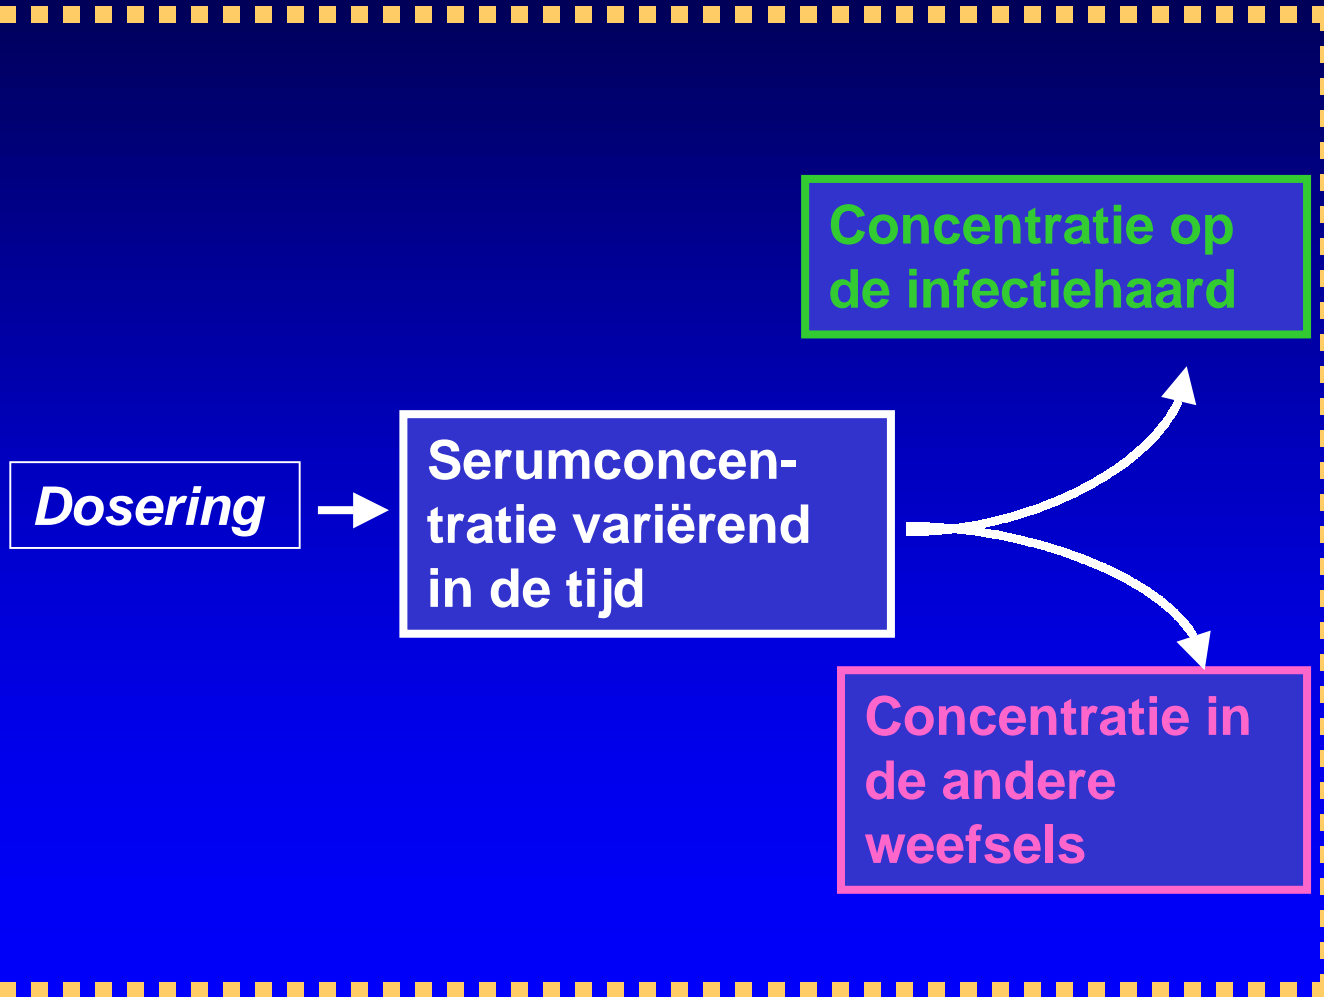 Dosering
Serumconcen-
tratie variërend
in de tijd
Concentratie op
de infectiehaard
Concentratie in
de andere
weefsels